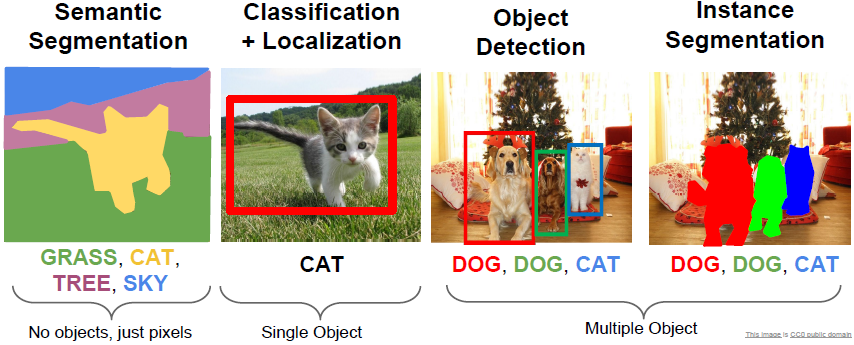 Semantic
Segmentation
Classification
+ Localization
Object
Detection
Instance
Segmentation
GRASS, CAT,
TREE, SKY
CAT
DOG, DOG, CAT
DOG, DOG, CAT
No objects, just pixels
Single Object
Multiple Object
This image is CC0 public domain